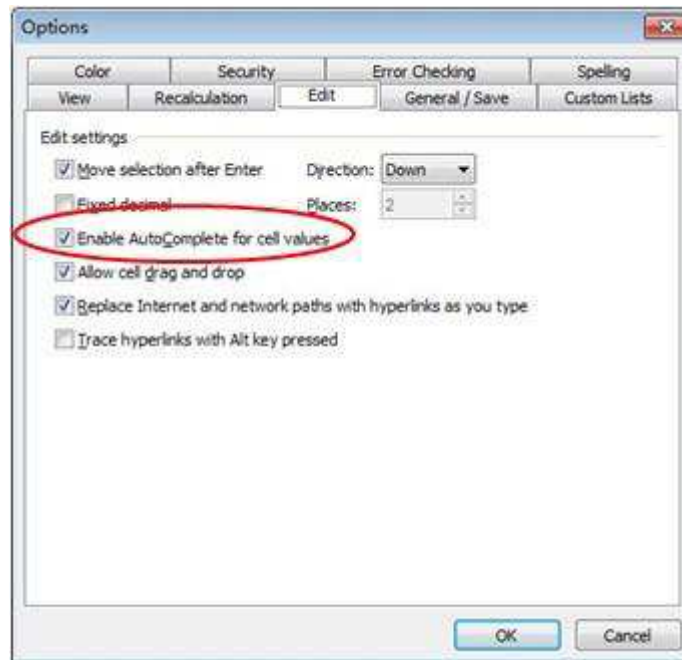 Options
Color Security Error Checking Spelling
View Recalculation Edit General / Save Custom Lists
Edit settings
Move selection after Enter Direction: Down
Fixed decimal Places: 2
Enable AutoComplete for cell values
Allow cell drag and drop
Replace Internet and network paths with hyperlinks as you type
Trace hyperlinks with Alt key pressed
OK Cancel